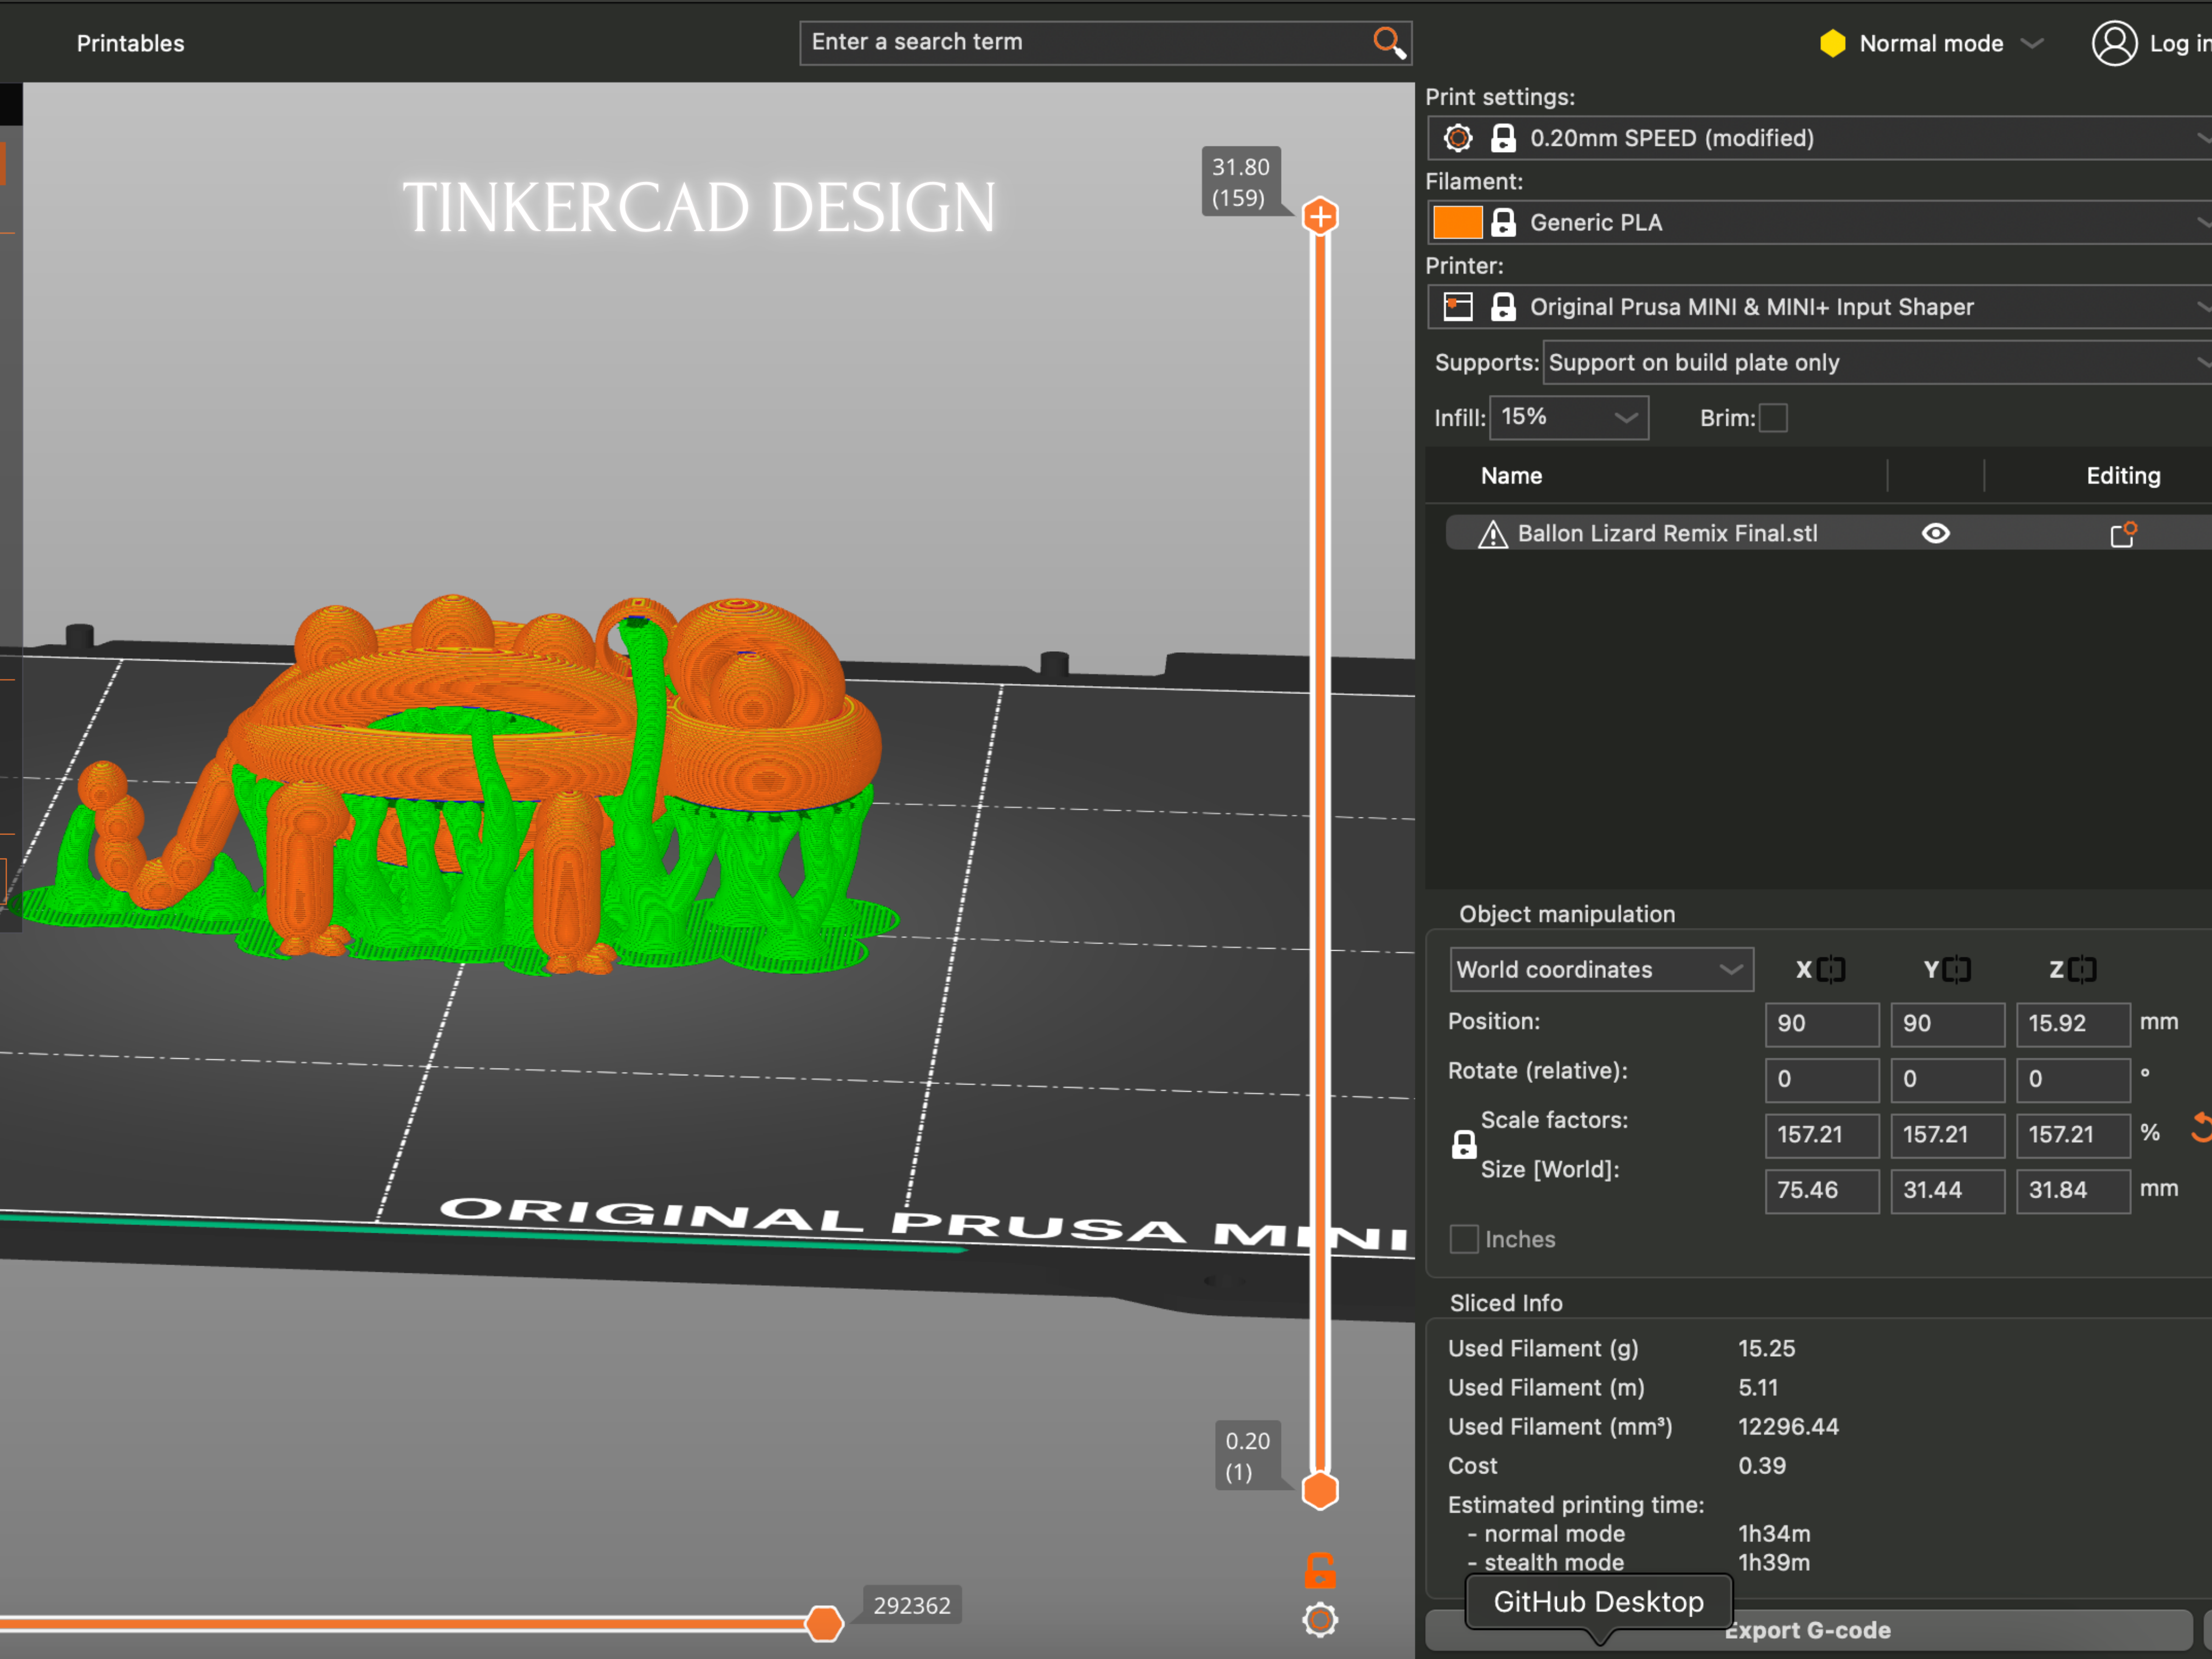 Printables
Enter a search term
Normal mode
Log in
TINKERCAD DESIGN
31.80
(159)
Print settings:
0.20mm SPEED (modified)
Filament:
Generic PLA
Printer:
Original Prusa MINI & MINI+ Input Shaper
Supports: Support on build plate only
Infill: 15% Brim:
Name Editing
Ballon Lizard Remix Final.stl
Object manipulation
World coordinates X Y Z
Position: 90 90 15.92 mm
Rotate (relative): 0 0 0 °
Scale factors: 157.21 157.21 157.21 %
Size [World]: 75.46 31.44 31.84 mm
Inches
ORIGINAL PRUSA MINI
Sliced Info
Used Filament (g) 15.25
Used Filament (m) 5.11
Used Filament (mm³) 12296.44
Cost 0.39
Estimated printing time:
- normal mode 1h34m
- stealth mode 1h39m
0.20
(1)
292362
GitHub Desktop
Export G-code